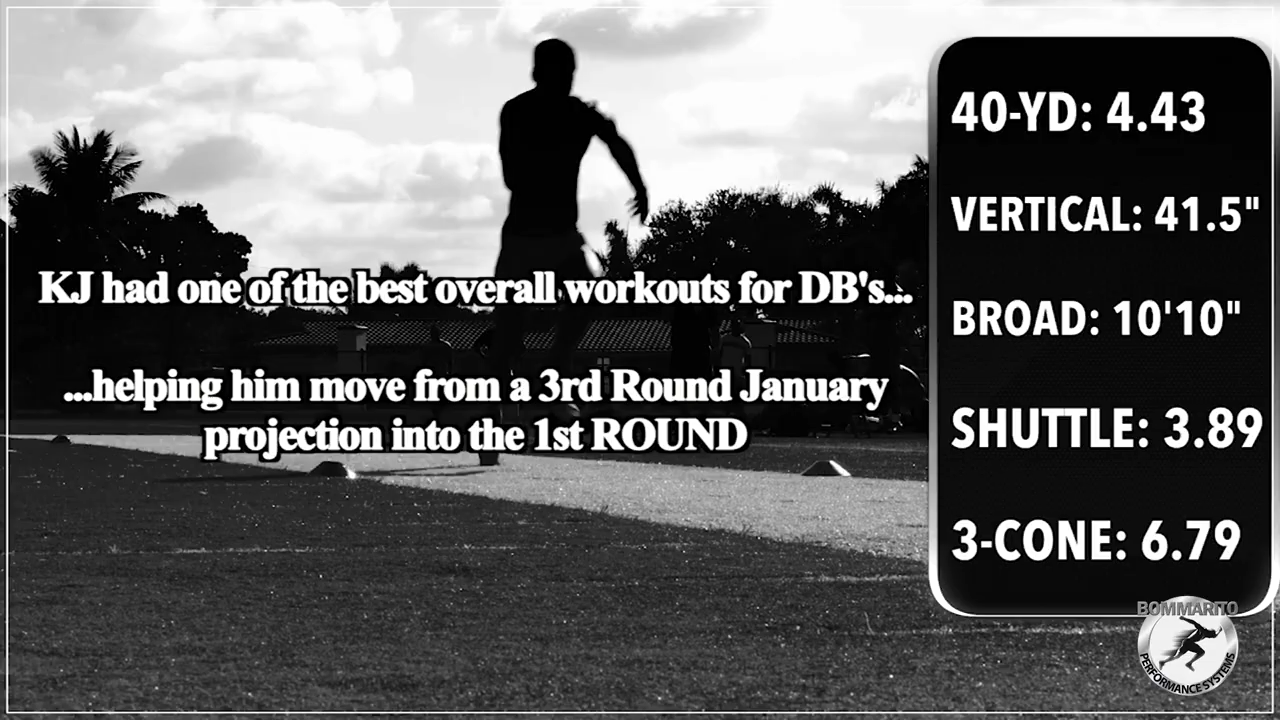 KJ had one of the best overall workouts for DB's...
...helping him move from a 3rd Round January
projection into the 1st ROUND
40-YD: 4.43
VERTICAL: 41.5"
BROAD: 10'10"
SHUTTLE: 3.89
3-CONE: 6.79
BOMMARITO
PERFORMANCE SYSTEMS